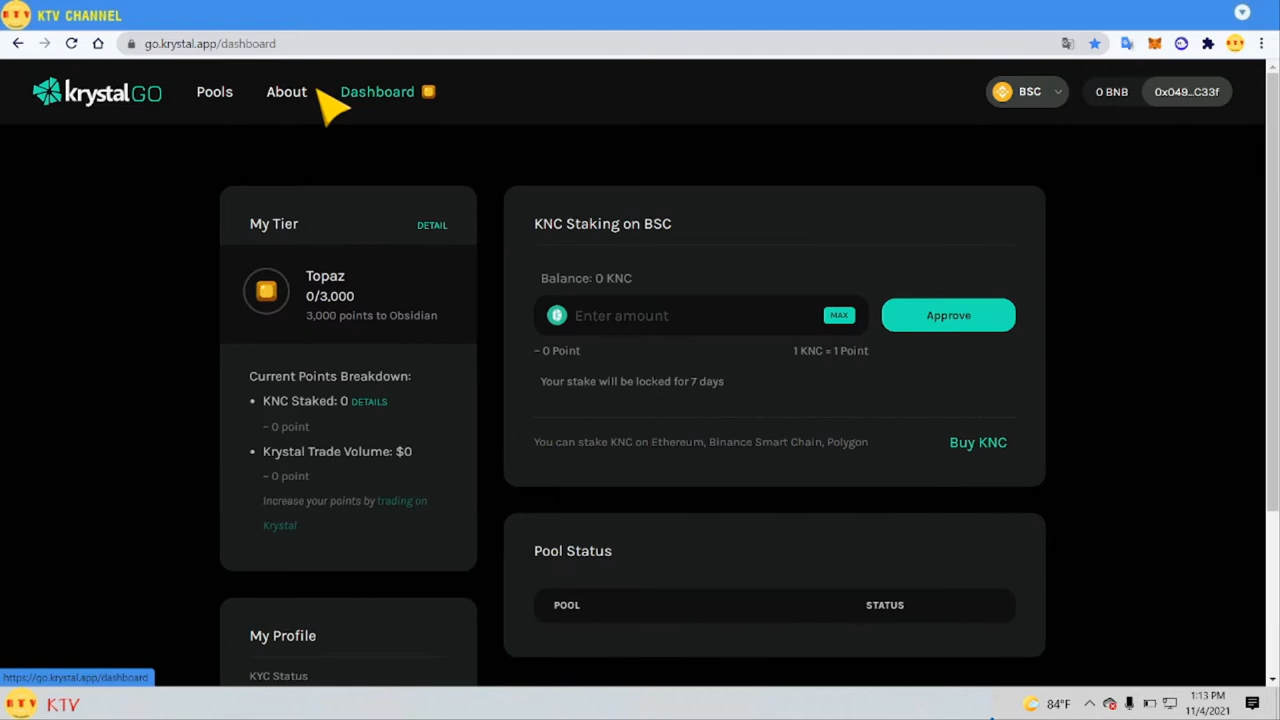 KTV CHANNEL
go.krystal.app/dashboard
krystalGO
Pools
About
Dashboard
BSC
0 BNB
0x049...C33f
My Tier
DETAIL
Topaz
0/3,000
3,000 points to Obsidian
Current Points Breakdown:
• KNC Staked: 0 DETAILS
~ 0 point
• Krystal Trade Volume: $0
~ 0 point
Increase your points by trading on
Krystal
My Profile
KYC Status
KNC Staking on BSC
Balance: 0 KNC
Enter amount
MAX
Approve
~ 0 Point
1 KNC = 1 Point
Your stake will be locked for 7 days
You can stake KNC on Ethereum, Binance Smart Chain, Polygon
Buy KNC
Pool Status
POOL
STATUS
https://go.krystal.app/dashboard
KTV
84°F
1:13 PM
11/4/2021